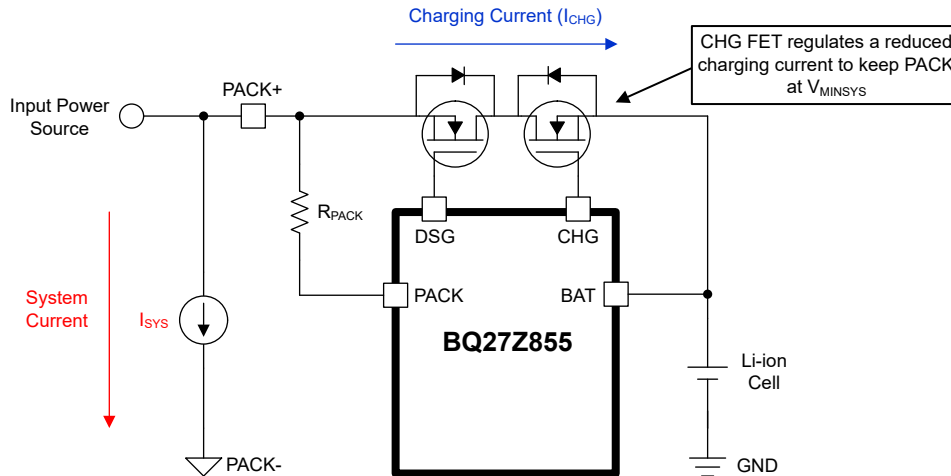 Charging Current (ICHG)
CHG FET regulates a reduced
charging current to keep PACK
at VMINSYS
Input Power
Source
PACK+
RPACK
DSG
CHG
System
Current
ISYS
PACK
BAT
BQ27Z855
Li-ion
Cell
PACK-
GND